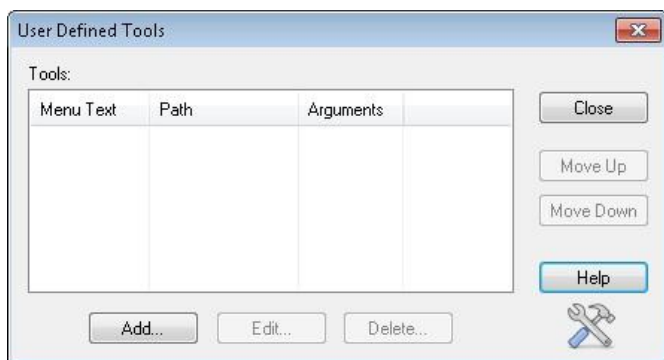 User Defined Tools
Tools:
Menu Text Path Arguments
Close
Move Up
Move Down
Help
Add... Edit... Delete...